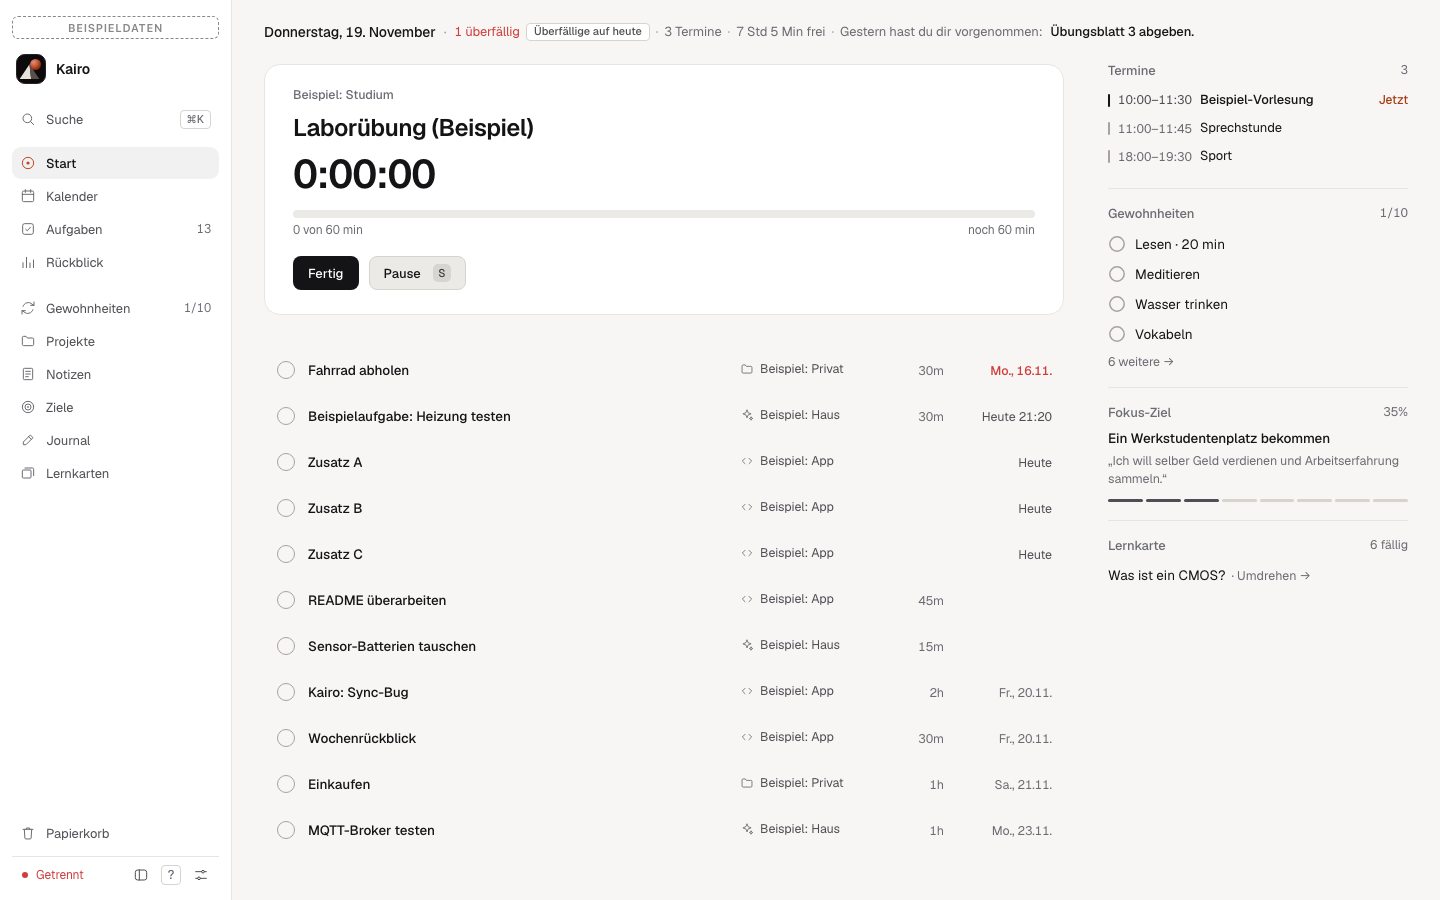 BEISPIELDATEN
Kairo
Suche ⌘K
Start
Kalender
Aufgaben 13
Rückblick
Gewohnheiten 1/10
Projekte
Notizen
Ziele
Journal
Lernkarten
Papierkorb
Getrennt ?
Donnerstag, 19. November · 1 überfällig Überfällige auf heute · 3 Termine · 7 Std 5 Min frei · Gestern hast du dir vorgenommen: Übungsblatt 3 abgeben.
Beispiel: Studium
Laborübung (Beispiel)
0:00:00
0 von 60 min noch 60 min
Fertig Pause S
Fahrrad abholen Beispiel: Privat 30m Mo., 16.11.
Beispielaufgabe: Heizung testen Beispiel: Haus 30m Heute 21:20
Zusatz A Beispiel: App Heute
Zusatz B Beispiel: App Heute
Zusatz C Beispiel: App Heute
README überarbeiten Beispiel: App 45m
Sensor-Batterien tauschen Beispiel: Haus 15m
Kairo: Sync-Bug Beispiel: App 2h Fr., 20.11.
Wochenrückblick Beispiel: App 30m Fr., 20.11.
Einkaufen Beispiel: Privat 1h Sa., 21.11.
MQTT-Broker testen Beispiel: Haus 1h Mo., 23.11.
Termine 3
10:00–11:30 Beispiel-Vorlesung Jetzt
11:00–11:45 Sprechstunde
18:00–19:30 Sport
Gewohnheiten 1/10
Lesen · 20 min
Meditieren
Wasser trinken
Vokabeln
6 weitere →
Fokus-Ziel 35%
Ein Werkstudentenplatz bekommen
„Ich will selber Geld verdienen und Arbeitserfahrung
sammeln.“
Lernkarte 6 fällig
Was ist ein CMOS? · Umdrehen →